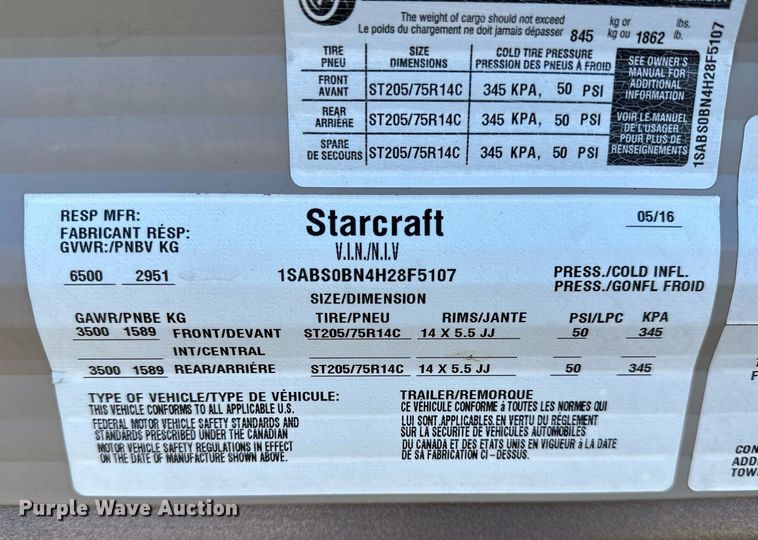 The weight of cargo should not exceed kg or lbs.
Le poids du chargement ne doit jamais dépasser 845 kg ou 1862 lb.
TIRE SIZE COLD TIRE PRESSURE
PNEU DIMENSIONS PRESSION DES PNEUS À FROID
FRONT
AVANT ST205/75R14C 345 KPA, 50 PSI
REAR
ARRIÈRE ST205/75R14C 345 KPA, 50 PSI
SPARE
DE SECOURS ST205/75R14C 345 KPA, 50 PSI
SEE OWNER'S
MANUAL FOR
ADDITIONAL
INFORMATION
VOIR LE MANUEL
DE L'USAGER
POUR PLUS DE
RENSEIGNEMENTS
1SABS0BN4H28F5107
RESP MFR: Starcraft 05/16
FABRICANT RÉSP:
GVWR:/PNBV KG V.I.N./N.I.V
6500 2951 1SABS0BN4H28F5107 PRESS./COLD INFL.
PRESS./GONFL FROID
SIZE/DIMENSION
GAWR/PNBE KG TIRE/PNEU RIMS/JANTE PSI/LPC KPA
3500 1589 FRONT/DEVANT ST205/75R14C 14 X 5.5 JJ 50 345
INT/CENTRAL
3500 1589 REAR/ARRIÈRE ST205/75R14C 14 X 5.5 JJ 50 345
TYPE OF VEHICLE/TYPE DE VÉHICULE: TRAILER/REMORQUE
THIS VEHICLE CONFORMS TO ALL APPLICABLE U.S.
FEDERAL MOTOR VEHICLE SAFETY STANDARDS AND
STANDARDS PRESCRIBED UNDER THE CANADIAN
MOTOR VEHICLE SAFETY REGULATIONS IN EFFECT
ON THE DATE OF MANUFACTURE SHOWN ABOVE.
CE VÉHICULE CONFORME à TOUTES LES NORMES QUI
LUI SONT APPLICABLES EN VERTU DU RÈGLEMENT
SUR LA SÉCURITÉ DE VÉHICULES AUTOMOBILES
DU CANADA ET DES ETATS UNIS EN VIGUEUR à LA DATE
DE SA FABRICATION CI-DESSUS.
CON
ADD
TOW
Purple Wave Auction